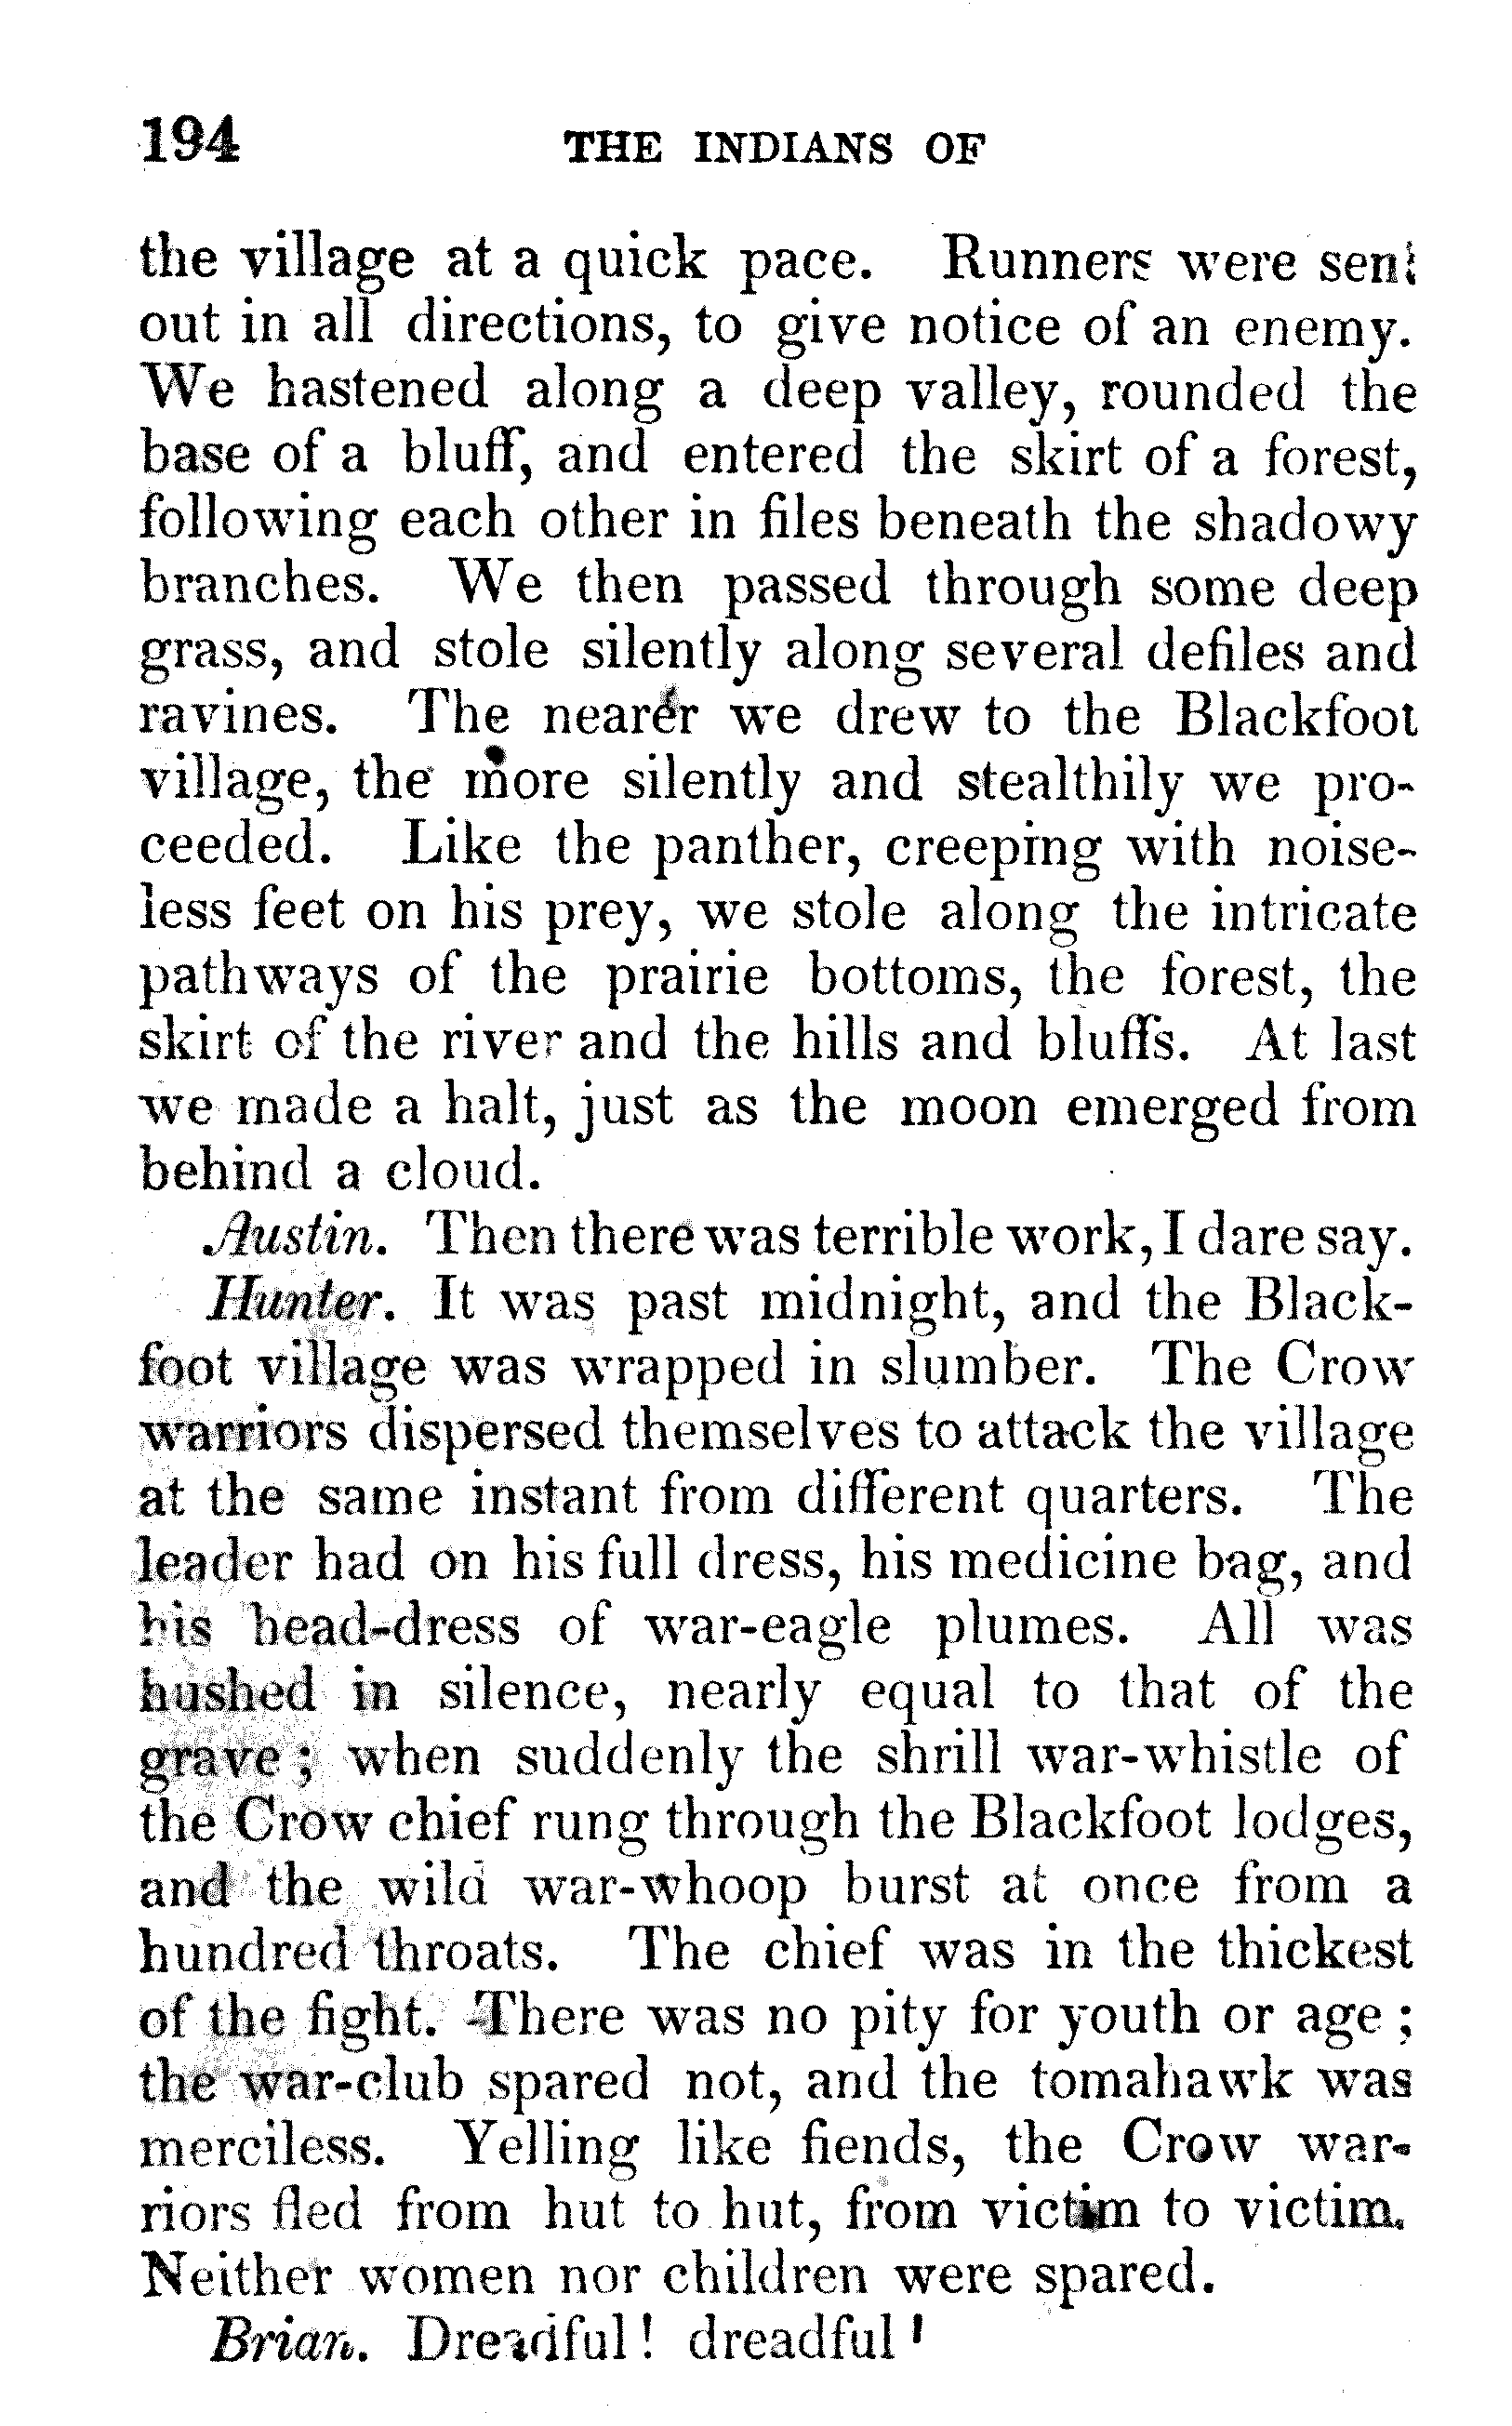 194 THE INDIANS OF
the village at a quick pace. Runners were sent
out in all directions, to give notice of an enemy.
We hastened along a deep valley, rounded the
base of a bluff, and entered the skirt of a forest,
following each other in files beneath the shadowy
branches. We then passed through some deep
grass, and stole silently along several defiles and
ravines. The nearer we drew to the Blackfoot
village, the more silently and stealthily we pro-
ceeded. Like the panther, creeping with noise-
less feet on his prey, we stole along the intricate
pathways of the prairie bottoms, the forest, the
skirt of the river and the hills and bluffs. At last
we made a halt, just as the moon emerged from
behind a cloud.
Austin. Then there was terrible work, I dare say.
Hunter. It was past midnight, and the Black-
foot village was wrapped in slumber. The Crow
warriors dispersed themselves to attack the village
at the same instant from different quarters. The
leader had on his full dress, his medicine bag, and
his head-dress of war-eagle plumes. All was
hushed in silence, nearly equal to that of the
grave; when suddenly the shrill war-whistle of
the Crow chief rung through the Blackfoot lodges,
and the wild war-whoop burst at once from a
hundred throats. The chief was in the thickest
of the fight. There was no pity for youth or age;
the war-club spared not, and the tomahawk was
merciless. Yelling like fiends, the Crow war-
riors fled from hut to hut, from victim to victim.
Neither women nor children were spared.
Brian. Dreadful! dreadful!